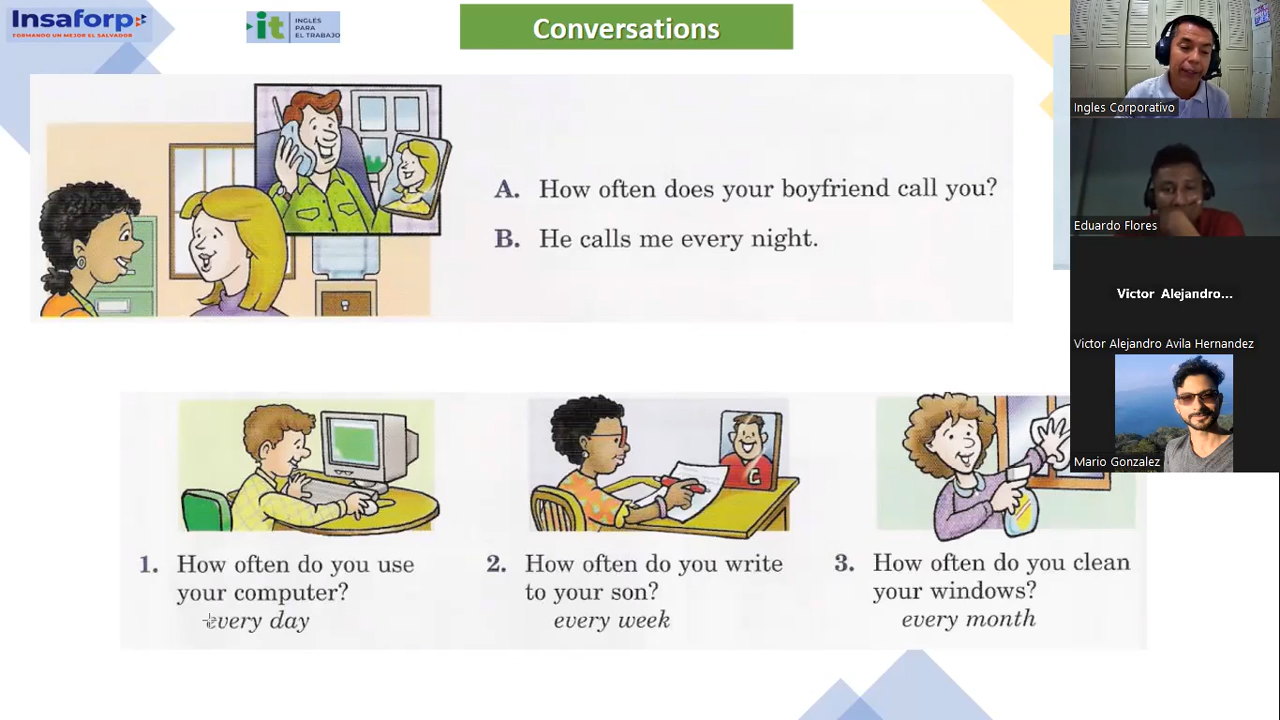 Insaforp
FORMANDO UN MEJOR EL SALVADOR
it
INGLÉS
PARA
EL TRABAJO
Conversations
A. How often does your boyfriend call you?
B. He calls me every night.
C
1. How often do you use
your computer?
every day
2. How often do you write
to your son?
every week
3. How often do you clean
your windows?
every month
Ingles Corporativo
Eduardo Flores
Victor Alejandro...
Victor Alejandro Avila Hernandez
Mario Gonzalez